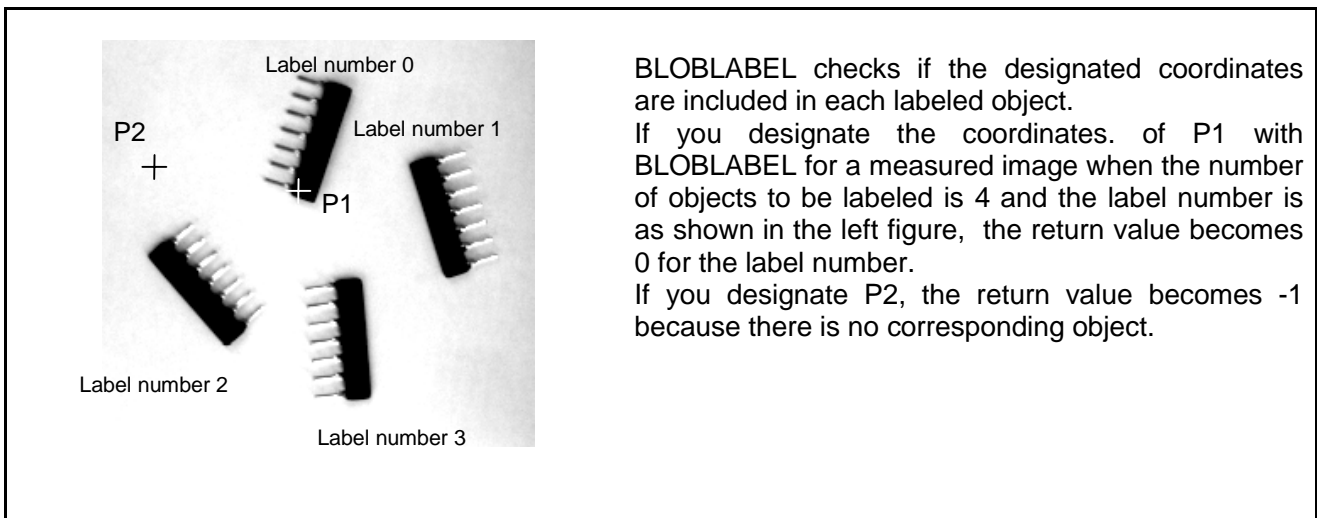 Label number 0
Label number 1
P2
P1
Label number 2
Label number 3
BLOBLABEL checks if the designated coordinates
are included in each labeled object.
If you designate the coordinates. of P1 with
BLOBLABEL for a measured image when the number
of objects to be labeled is 4 and the label number is
as shown in the left figure, the return value becomes
0 for the label number.
If you designate P2, the return value becomes -1
because there is no corresponding object.